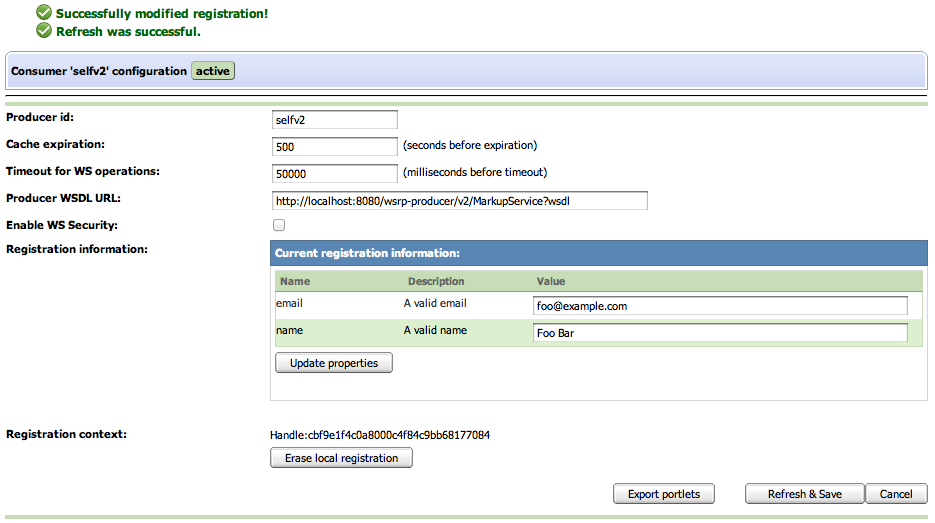 Successfully modified registration!
Refresh was successful.
Consumer 'selfv2' configuration active
Producer id: selfv2
Cache expiration: 500 (seconds before expiration)
Timeout for WS operations: 50000 (milliseconds before timeout)
Producer WSDL URL: http://localhost:8080/wsrp-producer/v2/MarkupService?wsdl
Enable WS Security:
Registration information: Current registration information:
Name Description Value
email A valid email foo@example.com
name A valid name Foo Bar
Update properties
Registration context: Handle:cbf9e1f4c0a8000c4f84c9bb68177084
Erase local registration
Export portlets Refresh & Save Cancel